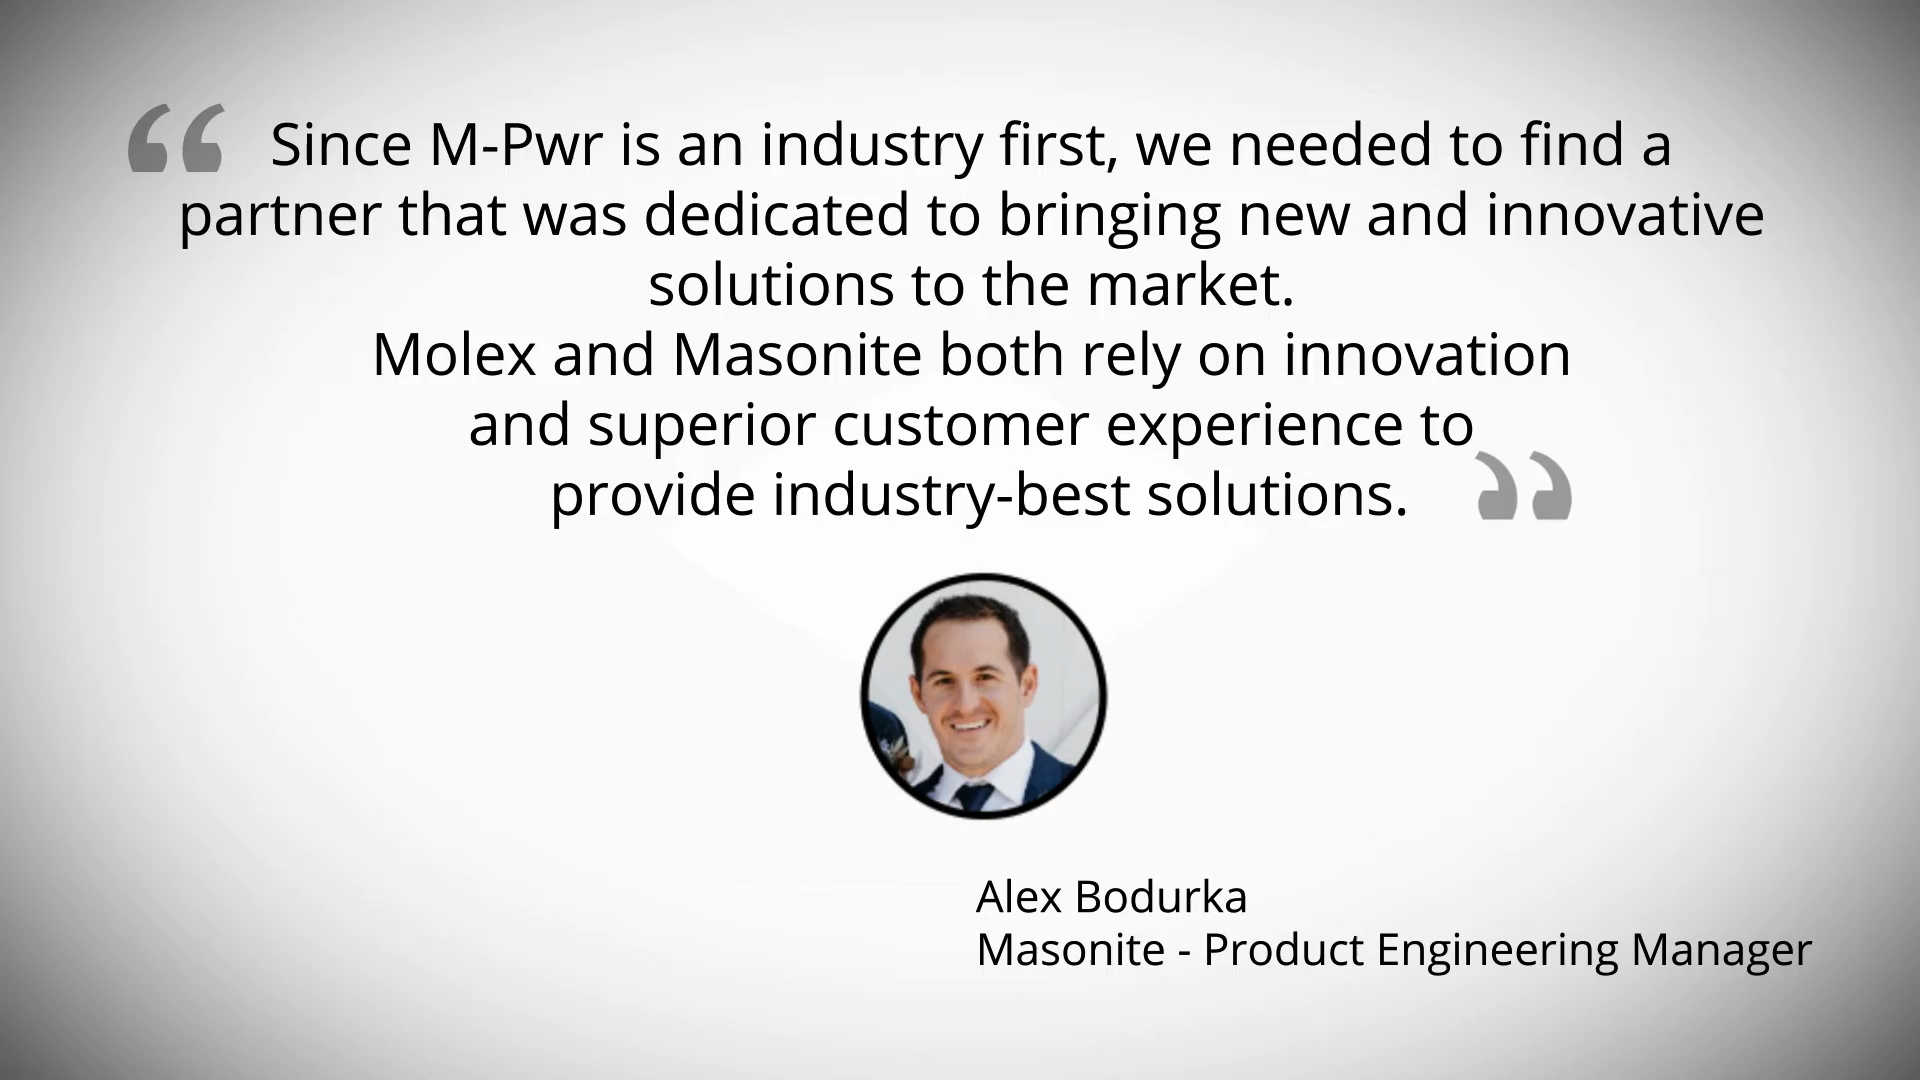 “ Since M-Pwr is an industry first, we needed to find a
partner that was dedicated to bringing new and innovative
solutions to the market.
Molex and Masonite both rely on innovation
and superior customer experience to
provide industry-best solutions. ”
Alex Bodurka
Masonite - Product Engineering Manager